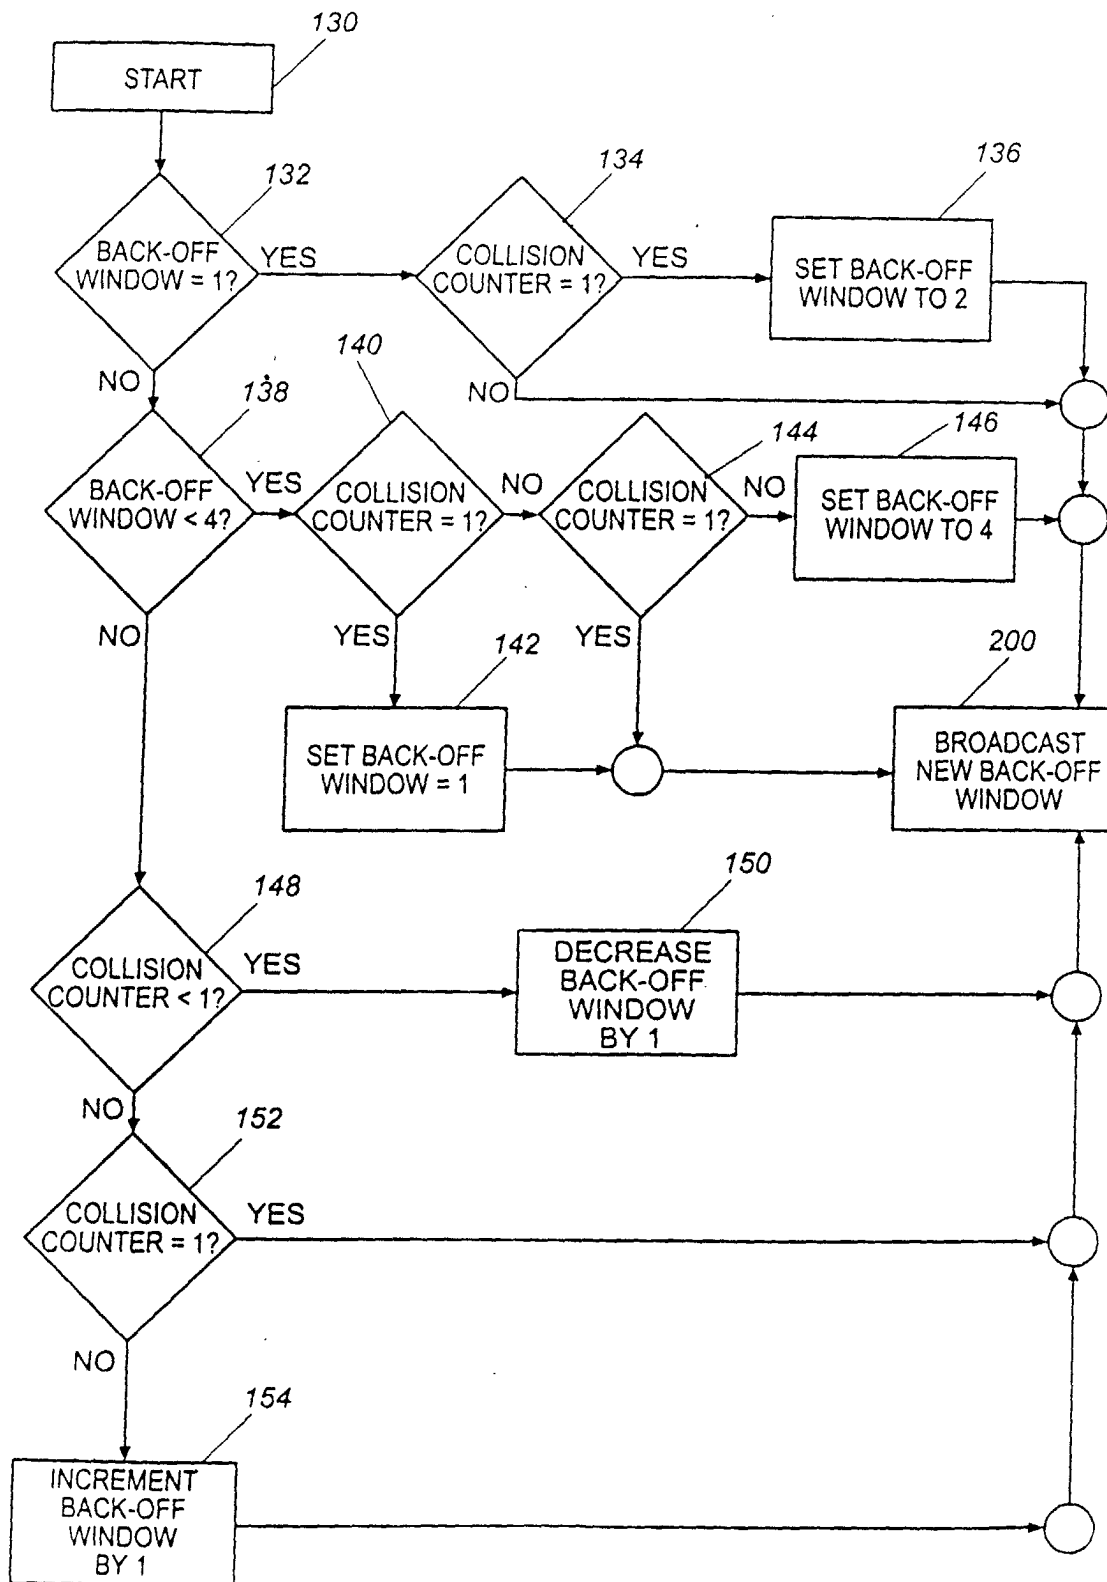 130
START
132
BACK-OFF
WINDOW = 1?
YES
NO
134
COLLISION
COUNTER = 1?
YES
NO
136
SET BACK-OFF
WINDOW TO 2
138
BACK-OFF
WINDOW < 4?
YES
NO
140
COLLISION
COUNTER = 1?
NO
YES
144
COLLISION
COUNTER = 1?
NO
YES
146
SET BACK-OFF
WINDOW TO 4
142
SET BACK-OFF
WINDOW = 1
200
BROADCAST
NEW BACK-OFF
WINDOW
148
COLLISION
COUNTER < 1?
YES
NO
150
DECREASE
BACK-OFF
WINDOW
BY 1
152
COLLISION
COUNTER = 1?
YES
NO
154
INCREMENT
BACK-OFF
WINDOW
BY 1